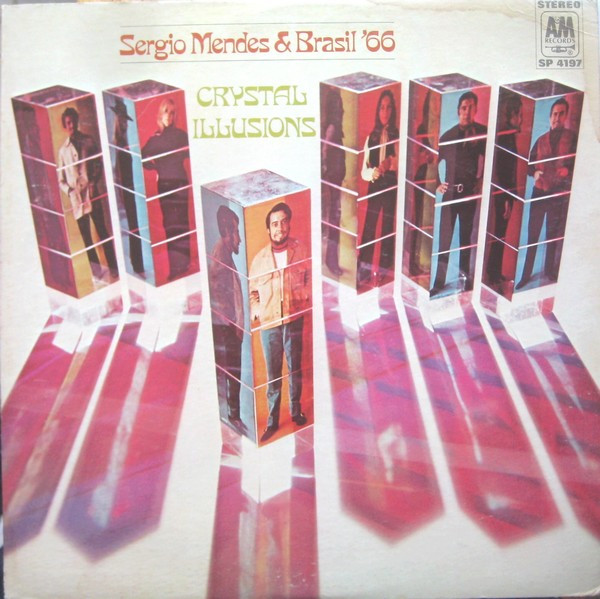 STEREO
A&M
RECORDS
SP 4197
Sergio Mendes & Brasil '66
CRYSTAL
ILLUSIONS